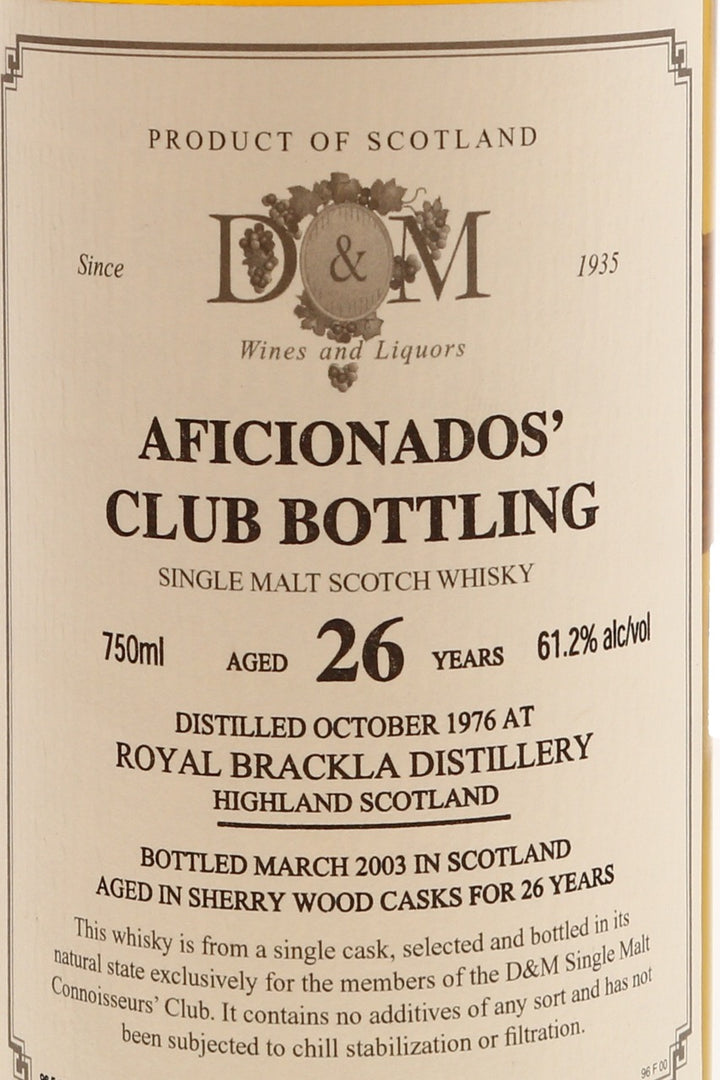 PRODUCT OF SCOTLAND
D & M
Since 1935
Wines and Liquors
AFICIONADOS'
CLUB BOTTLING
SINGLE MALT SCOTCH WHISKY
750ml AGED 26 YEARS 61.2% alc/vol
DISTILLED OCTOBER 1976 AT
ROYAL BRACKLA DISTILLERY
HIGHLAND SCOTLAND
BOTTLED MARCH 2003 IN SCOTLAND
AGED IN SHERRY WOOD CASKS FOR 26 YEARS
This whisky is from a single cask, selected and bottled in its
natural state exclusively for the members of the D&M Single Malt
Connoisseurs' Club. It contains no additives of any sort and has not
been subjected to chill stabilization or filtration.
96 F 00